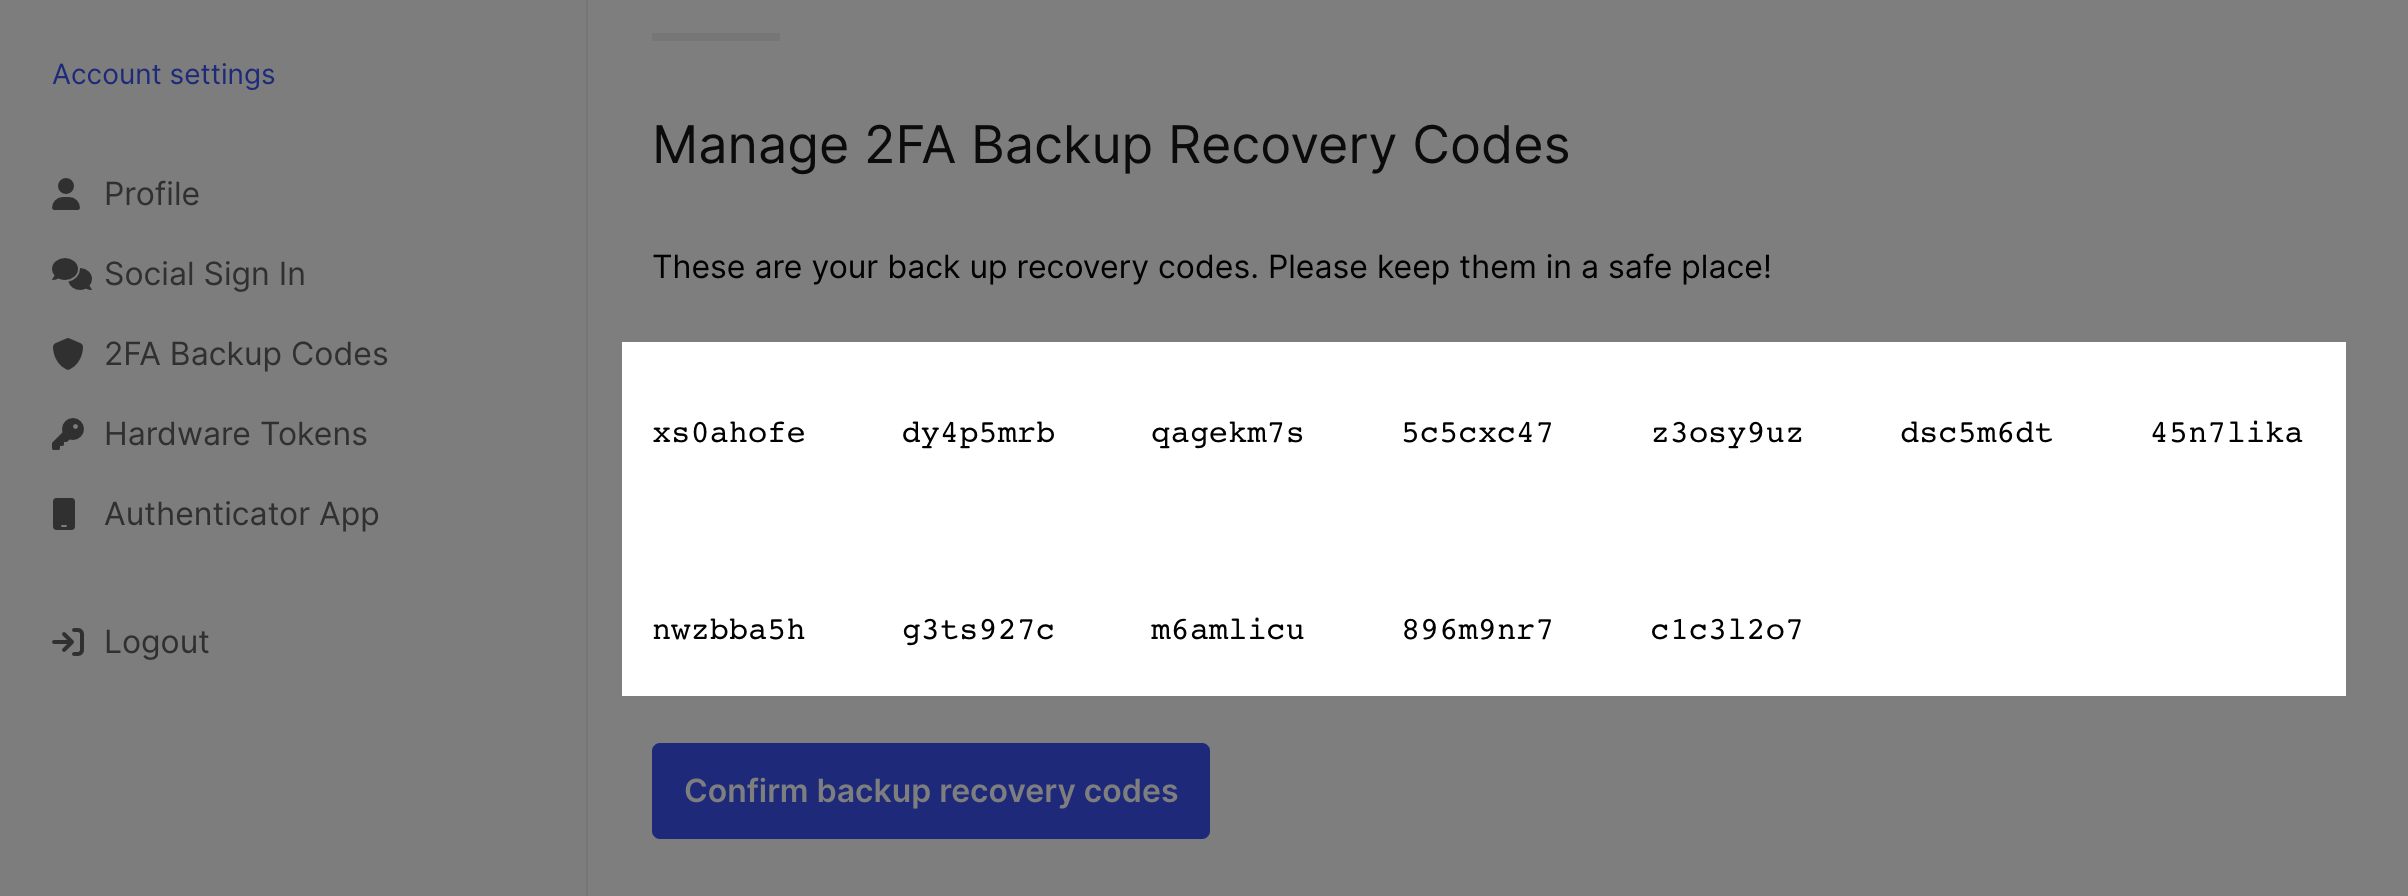 Account settings
Profile
Social Sign In
2FA Backup Codes
Hardware Tokens
Authenticator App
Logout
Manage 2FA Backup Recovery Codes
These are your back up recovery codes. Please keep them in a safe place!
xs0ahofe dy4p5mrb qagekm7s 5c5cxc47 z3osy9uz dsc5m6dt 45n7lika
nwzbba5h g3ts927c m6amlicu 896m9nr7 c1c3l2o7
Confirm backup recovery codes